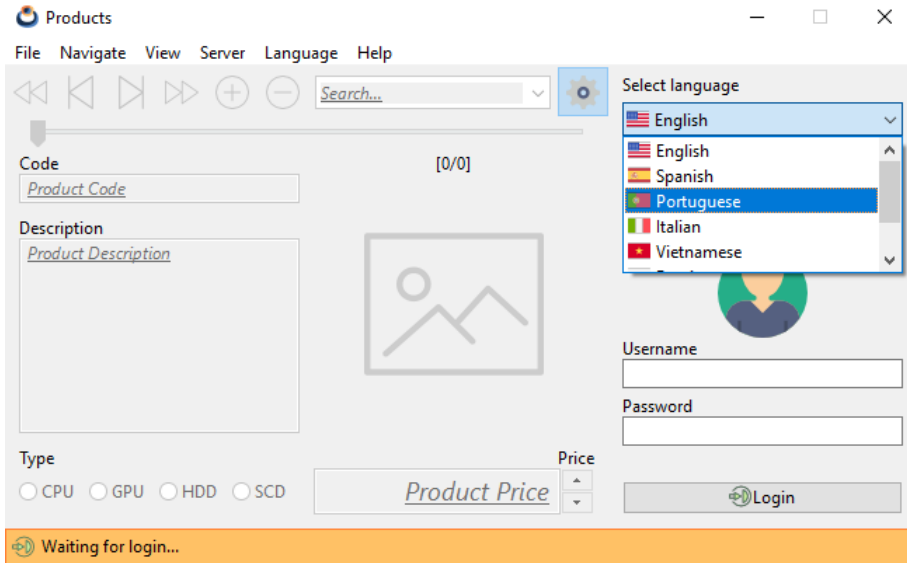 Products
File Navigate View Server Language Help
Search...
Select language
English
English
Spanish
Portuguese
Italian
Vietnamese
Code
[0/0]
Product Code
Description
Product Description
Username
Password
Type
Price
CPU GPU HDD SCD
Product Price
Login
Waiting for login...